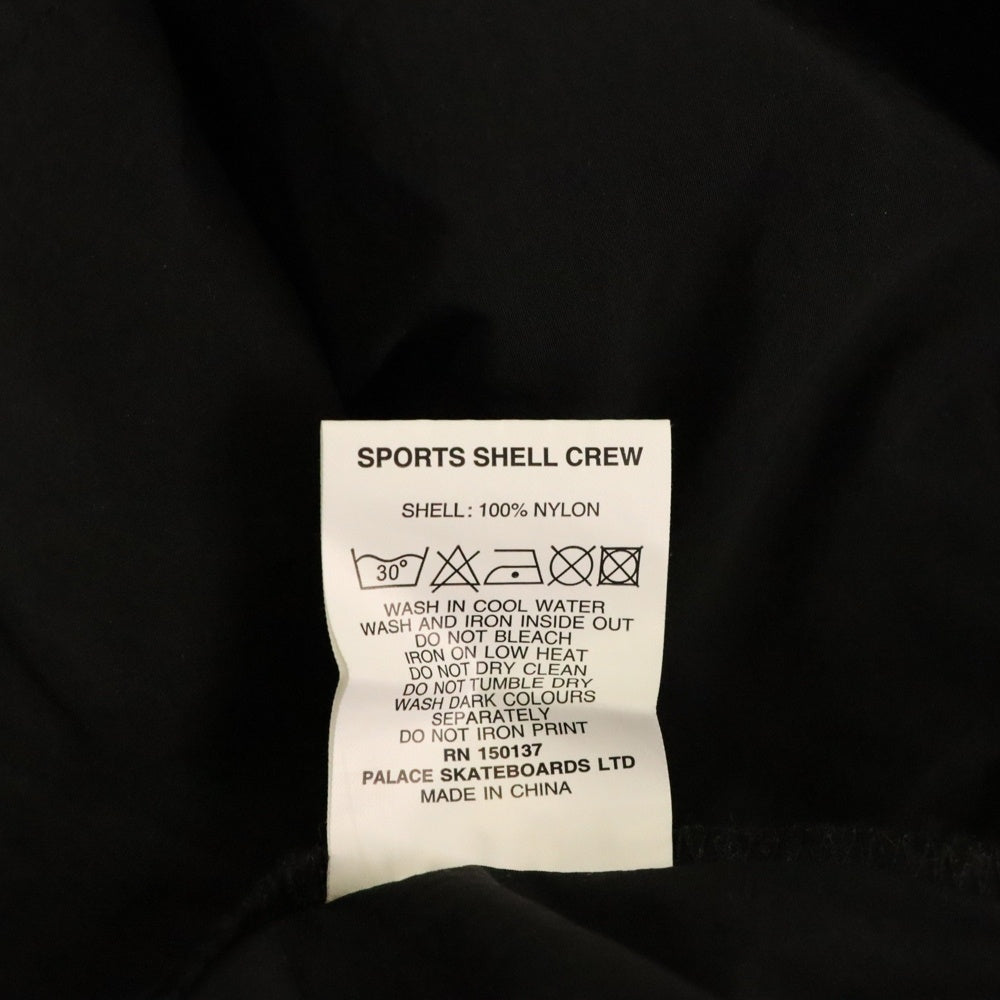 SPORTS SHELL CREW
SHELL: 100% NYLON
30°
WASH IN COOL WATER
WASH AND IRON INSIDE OUT
DO NOT BLEACH
IRON ON LOW HEAT
DO NOT DRY CLEAN
DO NOT TUMBLE DRY
WASH DARK COLOURS
SEPARATELY
DO NOT IRON PRINT
RN 150137
PALACE SKATEBOARDS LTD
MADE IN CHINA